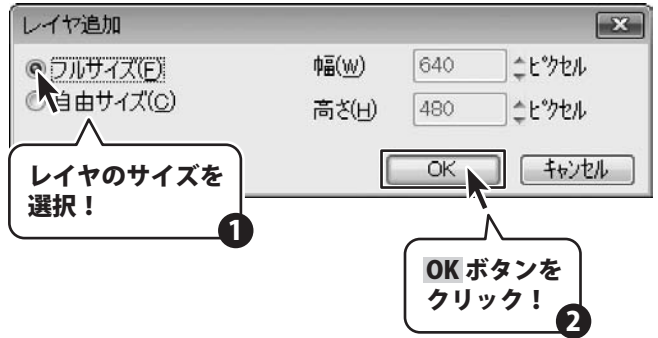 レイヤ追加
フルサイズ(F) 幅(W) 640 ピクセル
自由サイズ(C) 高さ(H) 480 ピクセル
OK キャンセル
レイヤのサイズを
選択！
1
OK ボタンを
クリック！
2